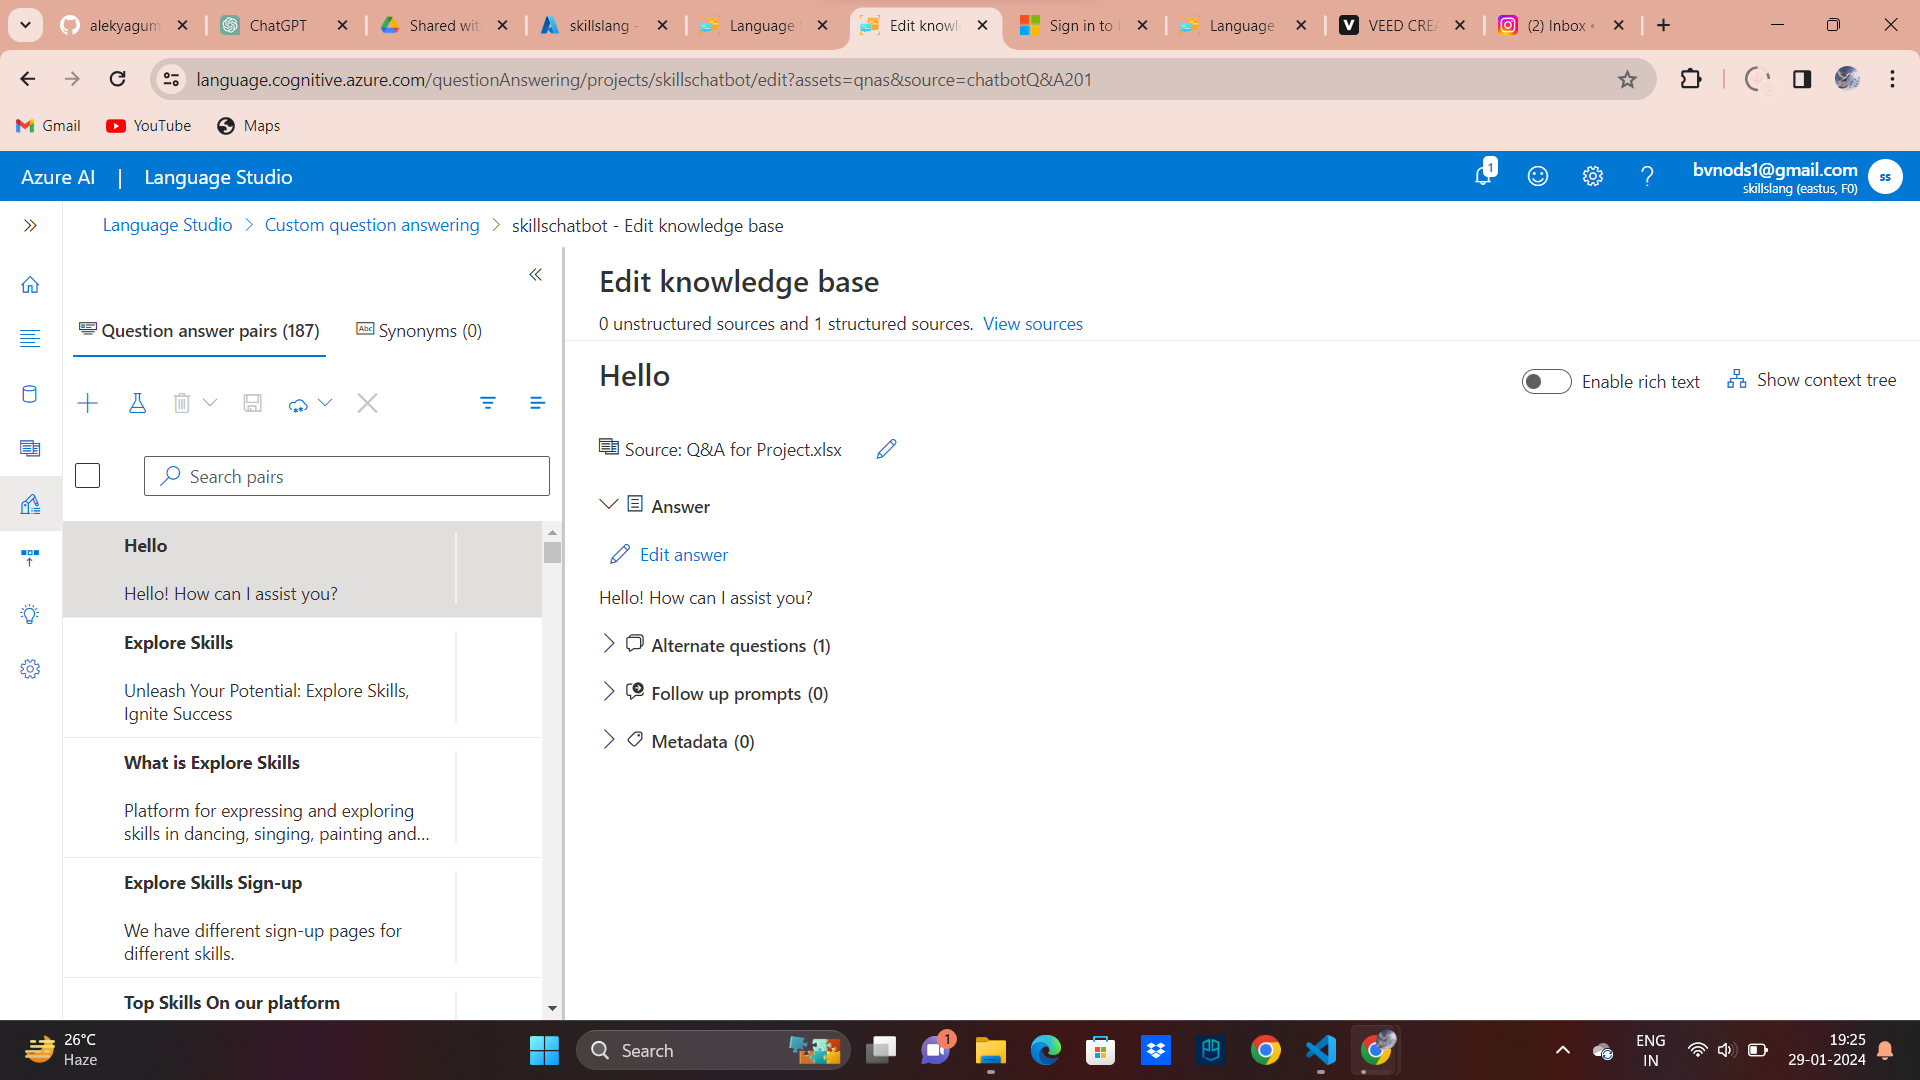 alekyagum
ChatGPT
Shared wit
skillslang -
Language
Edit knowl
Sign in to
Language
VEED CREA
(2) Inbox •
language.cognitive.azure.com/questionAnswering/projects/skillschatbot/edit?assets=qnas&source=chatbotQ&A201
Gmail
YouTube
Maps
Azure AI | Language Studio
1
bvnods1@gmail.com
skillslang (eastus, F0)
SS
Language Studio > Custom question answering > skillschatbot - Edit knowledge base
Question answer pairs (187)
Synonyms (0)
Search pairs
Hello
Hello! How can I assist you?
Explore Skills
Unleash Your Potential: Explore Skills,
Ignite Success
What is Explore Skills
Platform for expressing and exploring
skills in dancing, singing, painting and...
Explore Skills Sign-up
We have different sign-up pages for
different skills.
Top Skills On our platform
Edit knowledge base
0 unstructured sources and 1 structured sources. View sources
Hello
Enable rich text
Show context tree
Source: Q&A for Project.xlsx
Answer
Edit answer
Hello! How can I assist you?
Alternate questions (1)
Follow up prompts (0)
Metadata (0)
26°C
Haze
Search
1
ENG
IN
19:25
29-01-2024